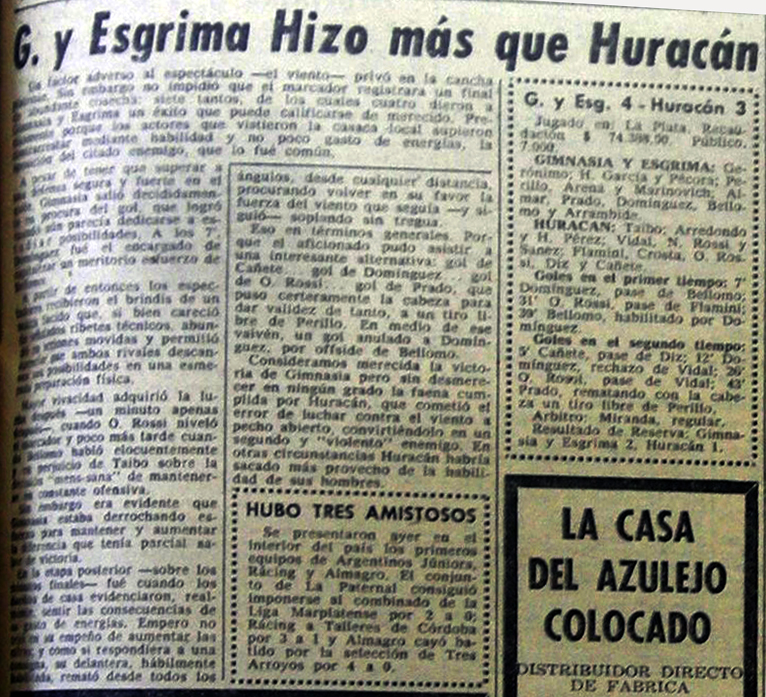 G. y Esgrima Hizo más que Huracán
Un factor adverso al espectáculo —el viento— privó en la cancha
Sin embargo no impidió que el marcador registrara un final
abundante cosecha: siete tantos, de los cuales cuatro dieron a
y Esgrima un éxito que puede calificarse de merecido.
porque los actores que vistieron la casaca local supieron
mediante habilidad y no poco gasto de energías, la
del citado enemigo, que lo fué común.
A pesar de tener que superar a
defensa segura y fuerte en el
Gimnasia salió decididamen-
procura del gol, que logró
sin parecía dedicarse a es-
posibilidades. A los 7',
fué el encargado de
un meritorio esfuerzo de
A partir de entonces los espec-
recibieron el brindis de un
que, si bien careció
ribetes técnicos, abun-
acciones movidas y permitió
que ambos rivales descan-
posibilidades en una esme-
preparación física.
Mayor vivacidad adquirió la lu-
después —un minuto apenas
— cuando O. Rossi niveló
marcador y poco más tarde cuan-
Bellomo habló elocuentemente
perjuicio de Taibo sobre la
"mens-sana" de mantener-
constante ofensiva.
embargo era evidente que
estaba derrochando es-
para mantener y aumentar
diferencia que tenía parcial sa-
de victoria.
En la etapa posterior —sobre los
finales— fué cuando los
de casa evidenciaron, real-
sentir las consecuencias de
gasto de energías. Empero no
en su empeño de aumentar las
y como si respondiera a una
su delantera, hábilmente
remató desde todos los
ángulos, desde cualquier distancia,
procurando volver en su favor la
fuerza del viento que seguía —y si-
guió— soplando sin tregua.
Eso en términos generales. Por-
que el aficionado pudo asistir a
una interesante alternativa: gol de
Cañete... gol de Domínguez... gol
de O. Rossi... gol de Prado, que
puso certeramente la cabeza para
dar validez de tanto, a un tiro li-
bre de Perillo. En medio de ese
vaivén, un gol anulado a Domín-
guez, por offside de Bellomo.
Consideramos merecida la victo-
ria de Gimnasia pero sin desmere-
cer en ningún grado la faena cum-
plida por Huracán, que cometió el
error de luchar contra el viento a
pecho abierto, convirtiéndolo en un
segundo y "violento" enemigo. En
otras circunstancias Huracán habría
sacado más provecho de la habili-
dad de sus hombres.
HUBO TRES AMISTOSOS
Se presentaron ayer en el
interior del país los primeros
equipos de Argentinos Júniors,
Rácing y Almagro. El conjun-
to de La Paternal consiguió
imponerse al combinado de la
Liga Marplatense por 2 a 0;
Rácing a Talleres de Córdoba
por 3 a 1 y Almagro cayó ba-
tido por la selección de Tres
Arroyos por 4 a 0.
G. y Esg. 4 - Huracán 3
Jugado en: La Plata. Recau-
dación $ 74.388.00. Público,
7.000.
GIMNASIA Y ESGRIMA: Ge-
rónimo; H. García y Pécora; Pe-
rillo, Arena y Marinovich; Al-
mar, Prado, Domínguez, Bello-
mo y Arrambide.
HURACAN: Taibo; Arredondo
y H. Pérez; Vidal, N. Rossi y
Sánez; Flamini, Crosta, O. Ros-
si, Diz y Cañete.
Goles en el primer tiempo: 7'
Domínguez, pase de Bellomo;
31' O. Rossi, pase de Flamini;
39' Bellomo, habilitado por Do-
mínguez.
Goles en el segundo tiempo:
5' Cañete, pase de Diz; 12' Do-
mínguez, rechazo de Vidal; 26'
O. Rossi, pase de Vidal; 43'
Prado, rematando con la cabe-
za un tiro libre de Perillo.
Arbitro: Miranda, regular.
Resultado de Reserva: Gimna-
sia y Esgrima 2, Huracán 1.
LA CASA
DEL AZULEJO
COLOCADO
DISTRIBUIDOR DIRECTO
DE FABRICA